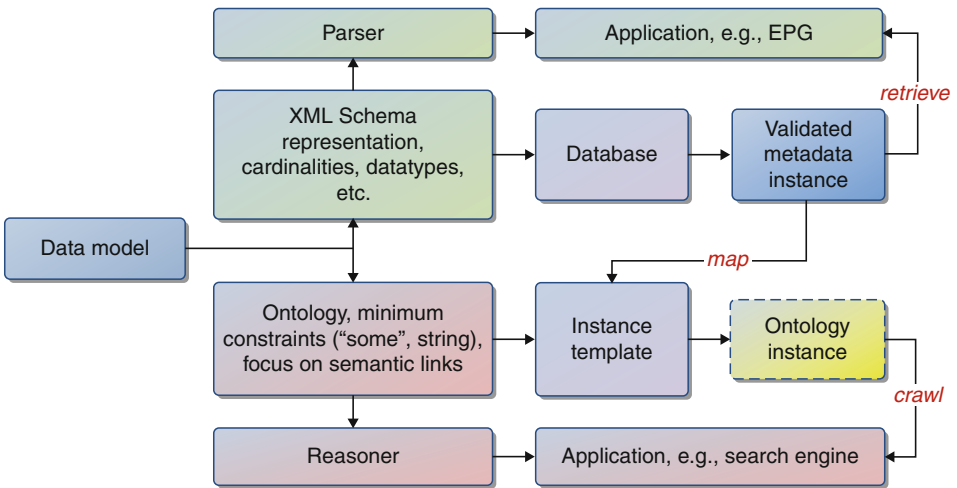 Parser
Application, e.g., EPG
retrieve
XML Schema
representation,
cardinalities, datatypes,
etc.
Database
Validated
metadata
instance
Data model
map
Ontology, minimum
constraints (“some”, string),
focus on semantic links
Instance
template
Ontology
instance
crawl
Reasoner
Application, e.g., search engine